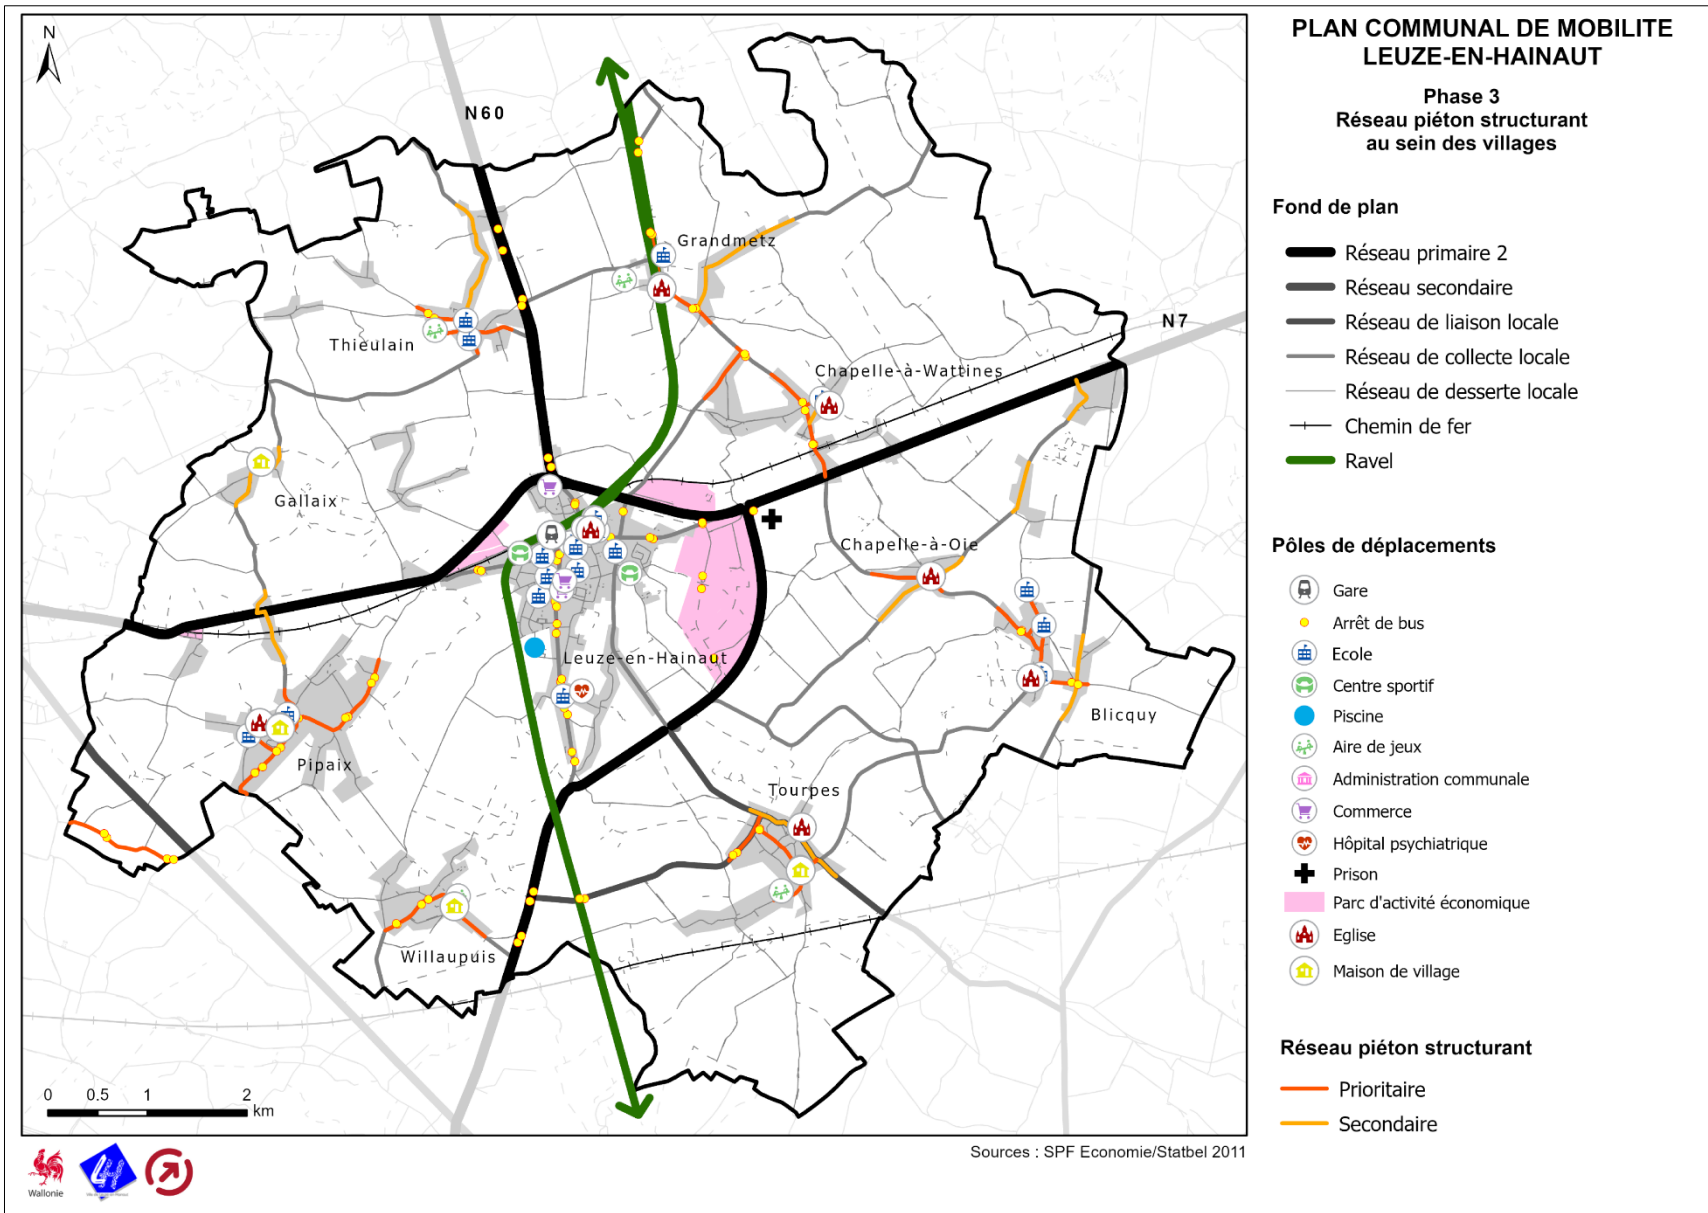 PLAN COMMUNAL DE MOBILITE
LEUZE-EN-HAINAUT
Phase 3
Réseau piéton structurant
au sein des villages
Fond de plan
Réseau primaire 2
Réseau secondaire
Réseau de liaison locale
Réseau de collecte locale
Réseau de desserte locale
Chemin de fer
Ravel
Pôles de déplacements
Gare
Arrêt de bus
Ecole
Centre sportif
Piscine
Aire de jeux
Administration communale
Commerce
Hôpital psychiatrique
Prison
Parc d'activité économique
Eglise
Maison de village
Réseau piéton structurant
Prioritaire
Secondaire
N
N60
Grandmetz
N7
Thieulain
Chapelle-à-Wattines
Gallaix
Chapelle-à-Oie
Leuze-en-Hainaut
Blicquy
Pipaix
Tourpes
Willaupuis
0 0.5 1 2
km
Sources : SPF Economie/Statbel 2011
Wallonie